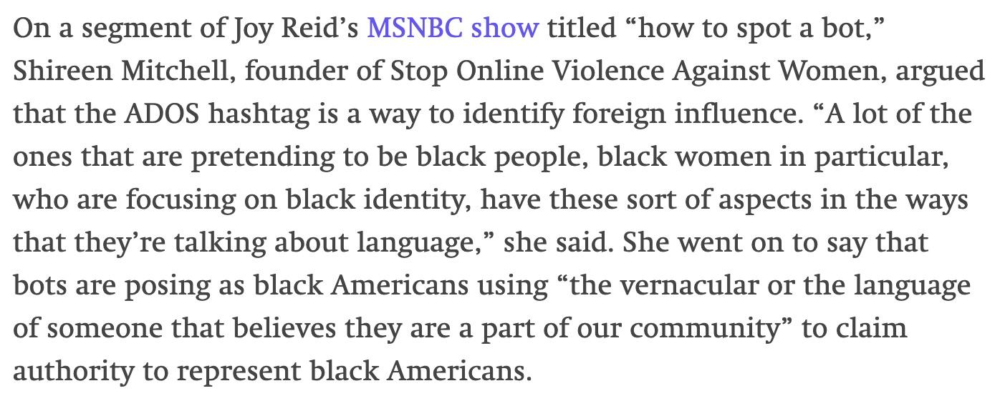 On a segment of Joy Reid’s MSNBC show titled “how to spot a bot,”
Shireen Mitchell, founder of Stop Online Violence Against Women, argued
that the ADOS hashtag is a way to identify foreign influence. “A lot of the
ones that are pretending to be black people, black women in particular,
who are focusing on black identity, have these sort of aspects in the ways
that they’re talking about language,” she said. She went on to say that
bots are posing as black Americans using “the vernacular or the language
of someone that believes they are a part of our community” to claim
authority to represent black Americans.